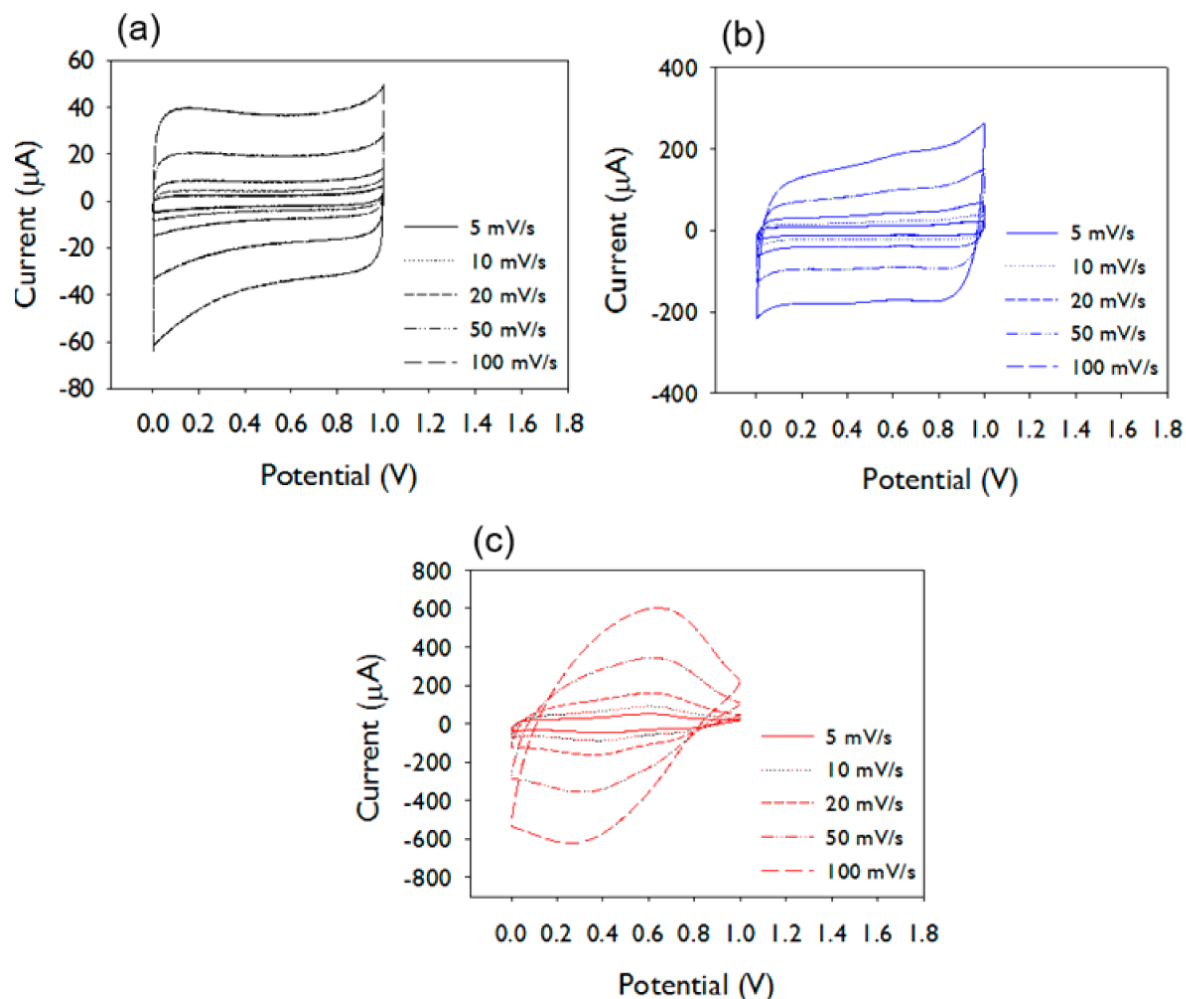 (a)
60
40
20
0
-20
-40
-60
-80
Current (μA)
5 mV/s
10 mV/s
20 mV/s
50 mV/s
100 mV/s
0.0 0.2 0.4 0.6 0.8 1.0 1.2 1.4 1.6 1.8
Potential (V)
(b)
400
200
0
-200
-400
Current (μA)
5 mV/s
10 mV/s
20 mV/s
50 mV/s
100 mV/s
0.0 0.2 0.4 0.6 0.8 1.0 1.2 1.4 1.6 1.8
Potential (V)
(c)
800
600
400
200
0
-200
-400
-600
-800
Current (μA)
5 mV/s
10 mV/s
20 mV/s
50 mV/s
100 mV/s
0.0 0.2 0.4 0.6 0.8 1.0 1.2 1.4 1.6 1.8
Potential (V)